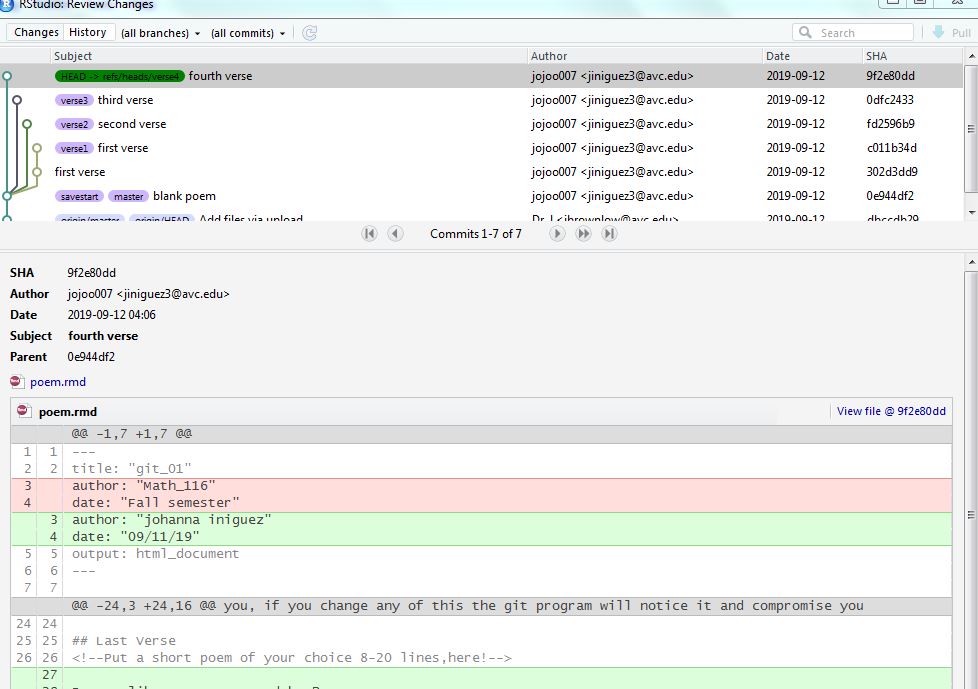 RStudio: Review Changes
Changes History (all branches) (all commits) Search Pull
Subject Author Date SHA
HEAD -> refs/heads/verse4 fourth verse jojoo007 <jiniguez3@avc.edu> 2019-09-12 9f2e80dd
verse3 third verse jojoo007 <jiniguez3@avc.edu> 2019-09-12 0dfc2433
verse2 second verse jojoo007 <jiniguez3@avc.edu> 2019-09-12 fd2596b9
verse1 first verse jojoo007 <jiniguez3@avc.edu> 2019-09-12 c011b34d
first verse jojoo007 <jiniguez3@avc.edu> 2019-09-12 302d3dd9
savestart master blank poem jojoo007 <jiniguez3@avc.edu> 2019-09-12 0e944df2
origin/master origin/HEAD Add files via upload 2019-09-12
Commits 1-7 of 7
SHA 9f2e80dd
Author jojoo007 <jiniguez3@avc.edu>
Date 2019-09-12 04:06
Subject fourth verse
Parent 0e944df2
poem.rmd
poem.rmd View file @ 9f2e80dd
@@ -1,7 +1,7 @@
1 1 ---
2 2 title: "git_01"
3 author: "Math_116"
4 date: "Fall semester"
3 author: "johanna iniguez"
4 date: "09/11/19"
5 5 output: html_document
6 6 ---
7 7
@@ -24,3 +24,16 @@ you, if you change any of this the git program will notice it and compromise you
24 24
25 25 ## Last Verse
26 26 <!--Put a short poem of your choice 8-20 lines,here!-->
27